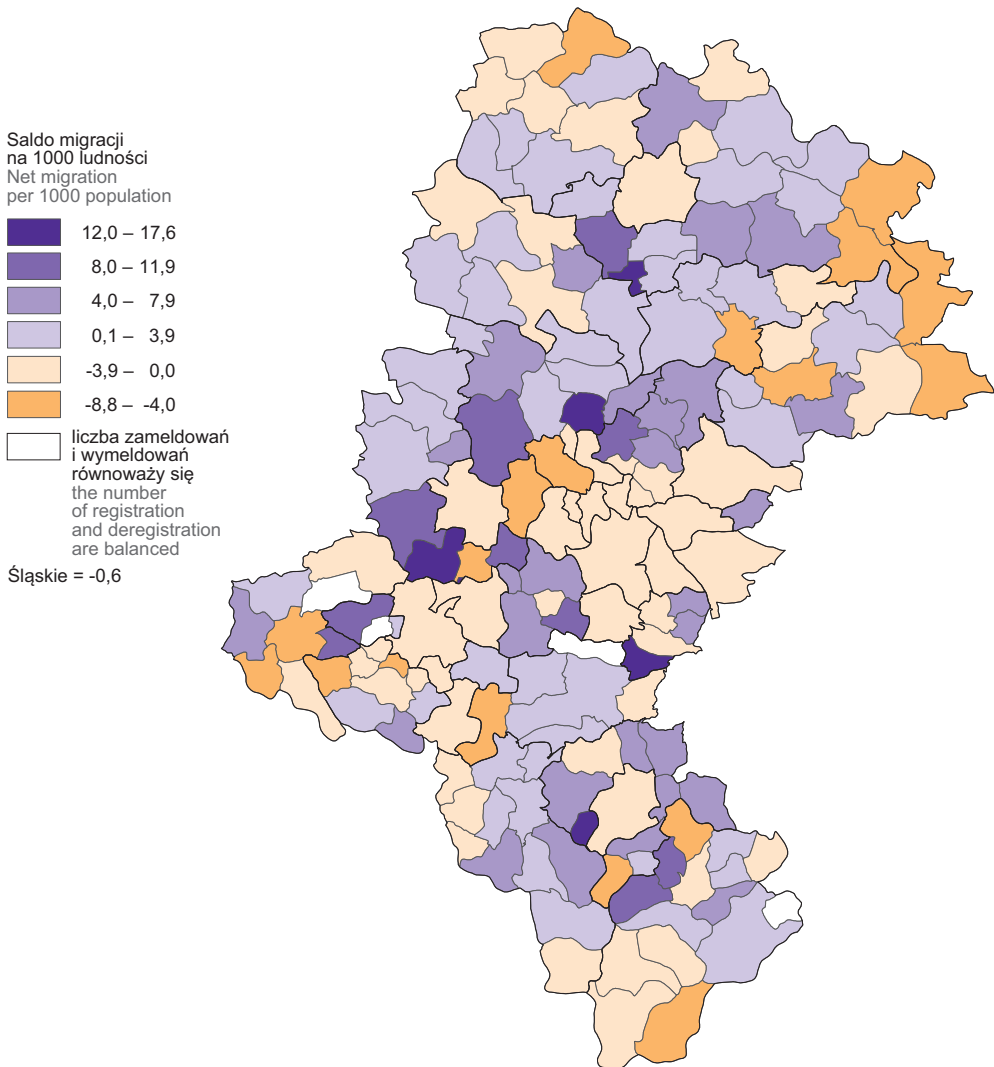 Saldo migracji
na 1000 ludności
Net migration
per 1000 population
12,0 – 17,6
8,0 – 11,9
4,0 – 7,9
0,1 – 3,9
-3,9 – 0,0
-8,8 – -4,0
liczba zameldowań
i wymeldowań
równoważy się
the number
of registration
and deregistration
are balanced
Śląskie = -0,6